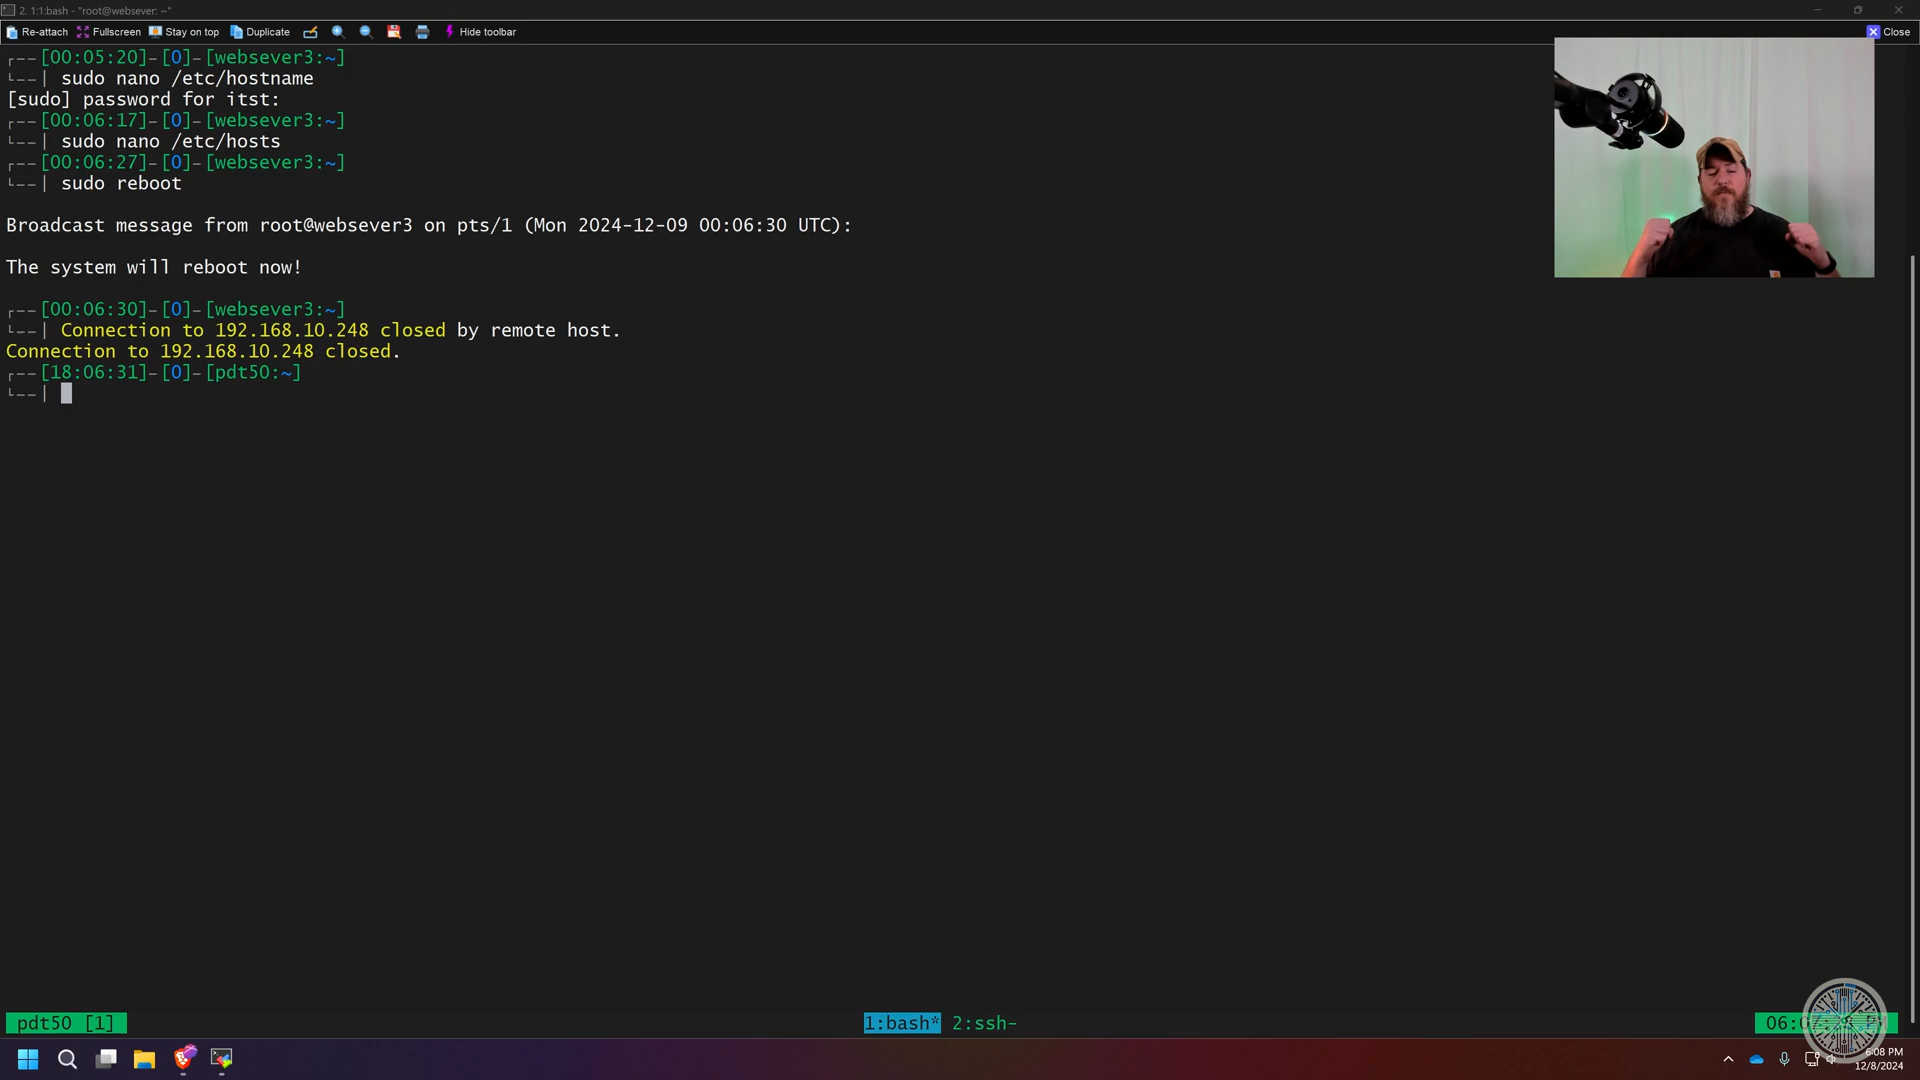 2. 1:1:bash - "root@websever: ~"
Re-attach Fullscreen Stay on top Duplicate Hide toolbar Close
[00:05:20]-[0]-[websever3:~]
| sudo nano /etc/hostname
[sudo] password for itst:
[00:06:17]-[0]-[websever3:~]
| sudo nano /etc/hosts
[00:06:27]-[0]-[websever3:~]
| sudo reboot
Broadcast message from root@websever3 on pts/1 (Mon 2024-12-09 00:06:30 UTC):
The system will reboot now!
[00:06:30]-[0]-[websever3:~]
| Connection to 192.168.10.248 closed by remote host.
Connection to 192.168.10.248 closed.
[18:06:31]-[0]-[pdt50:~]
|
pdt50 [1] 1:bash* 2:ssh-
6:08 PM
12/8/2024